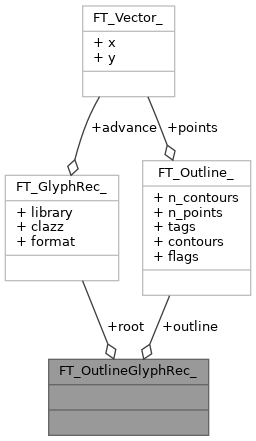 FT_Vector_
+ x
+ y
+advance
+points
FT_GlyphRec_
+ library
+ clazz
+ format
FT_Outline_
+ n_contours
+ n_points
+ tags
+ contours
+ flags
+root
+outline
FT_OutlineGlyphRec_